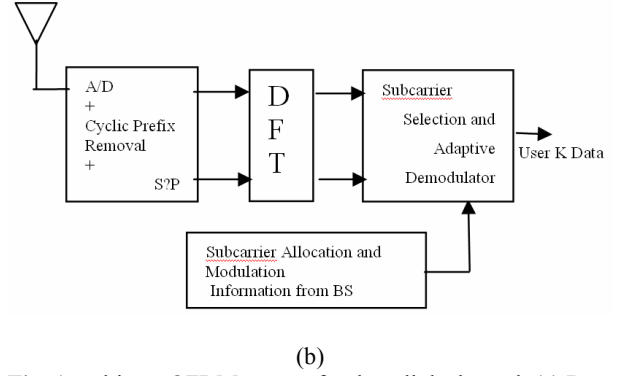 A/D
+
Cyclic Prefix
Removal
+
S?P
D
F
T
Subcarrier
Selection and
Adaptive
Demodulator
User K Data
Subcarrier Allocation and
Modulation
Information from BS
(b)